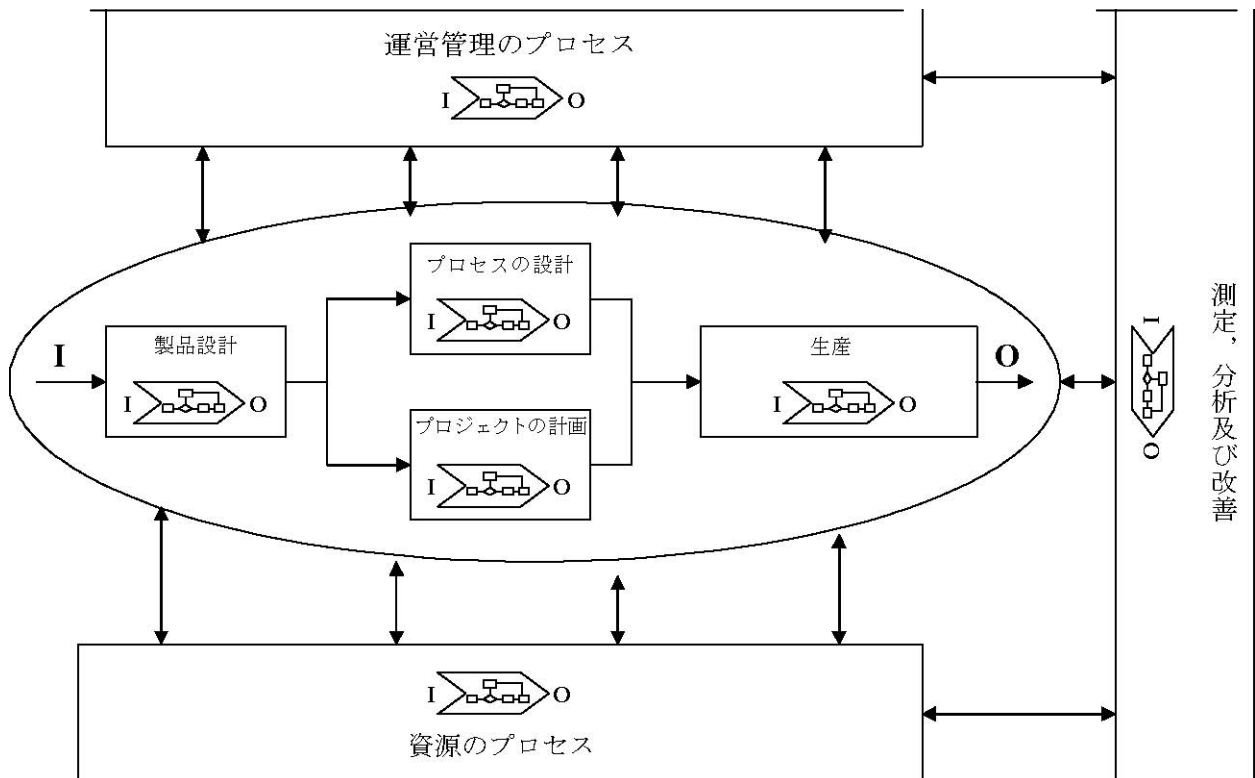 運営管理のプロセス
I O
プロセスの設計
I O
I
製品設計
I O
プロジェクトの計画
I O
生産
I O
O
I O
資源のプロセス
測定，分析及び改善
I O